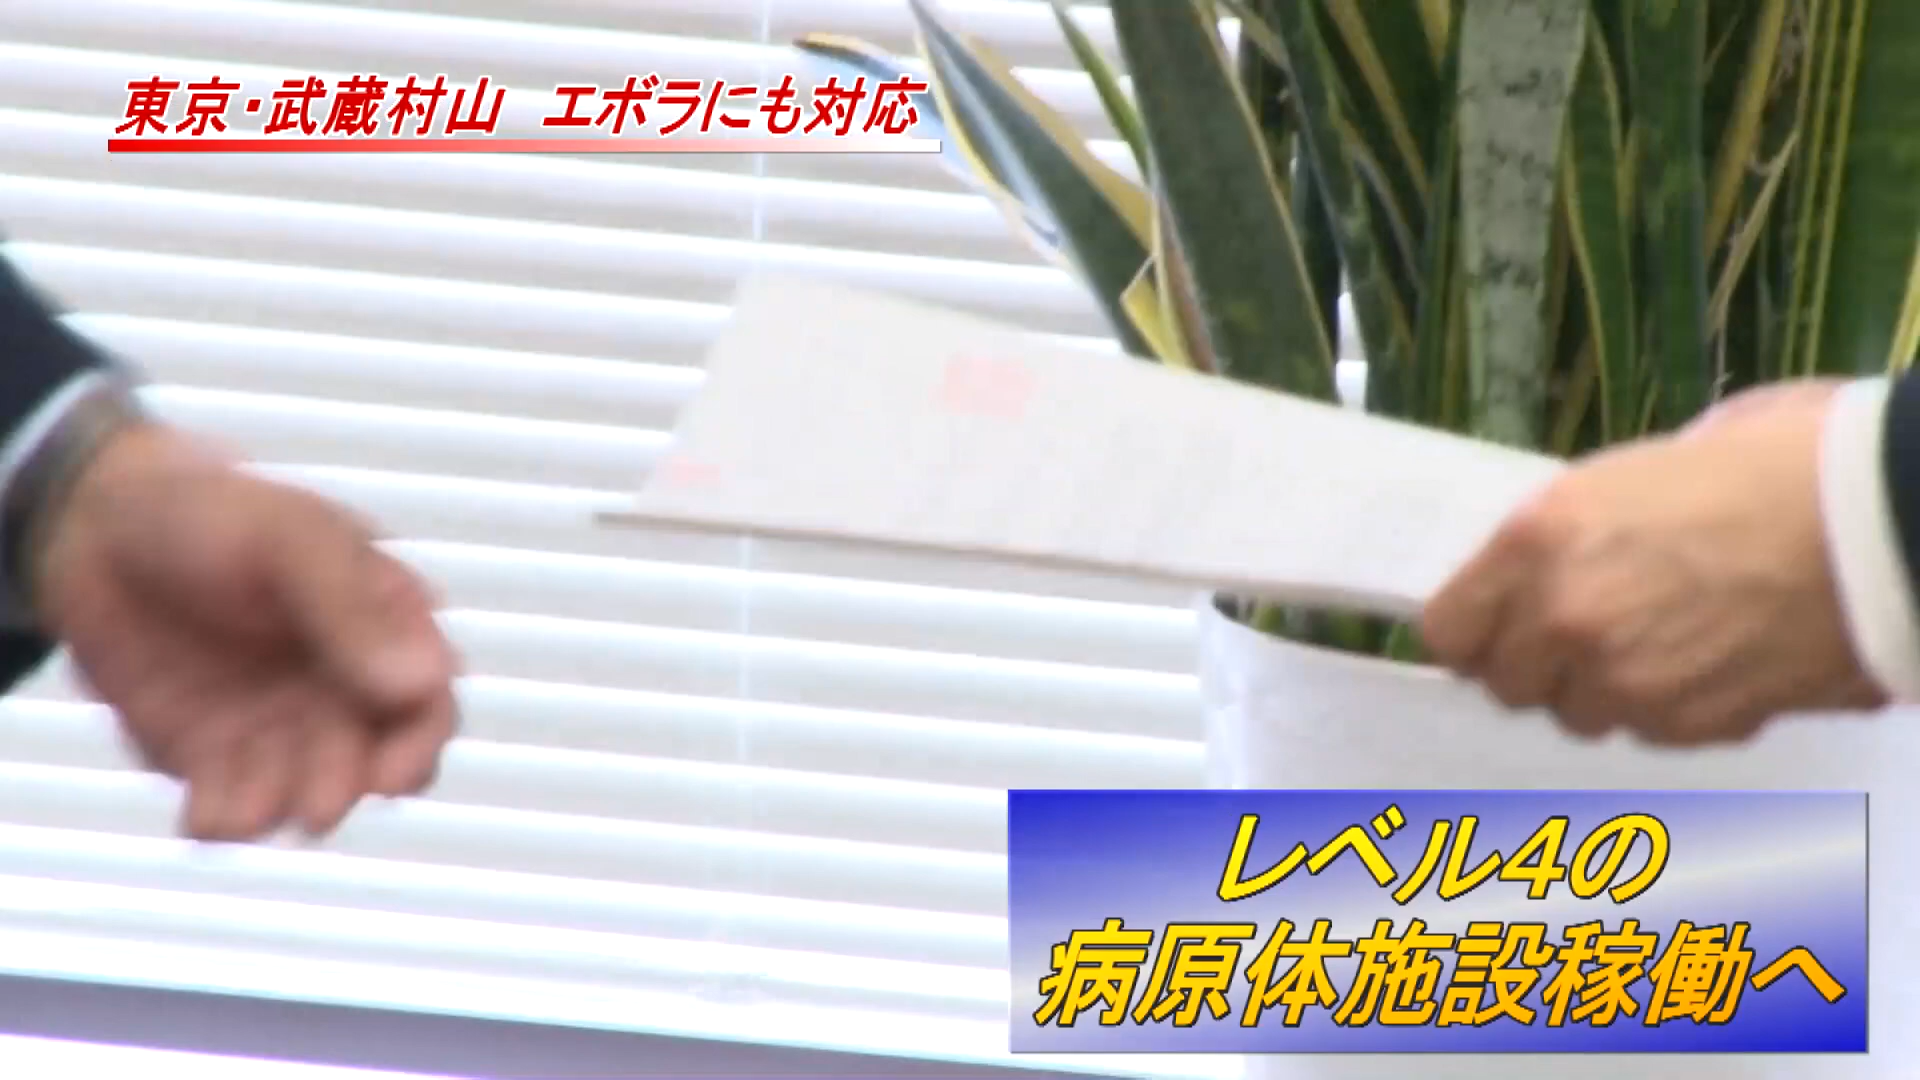 東京・武蔵村山　エボラにも対応
レベル4の
病原体施設稼働へ